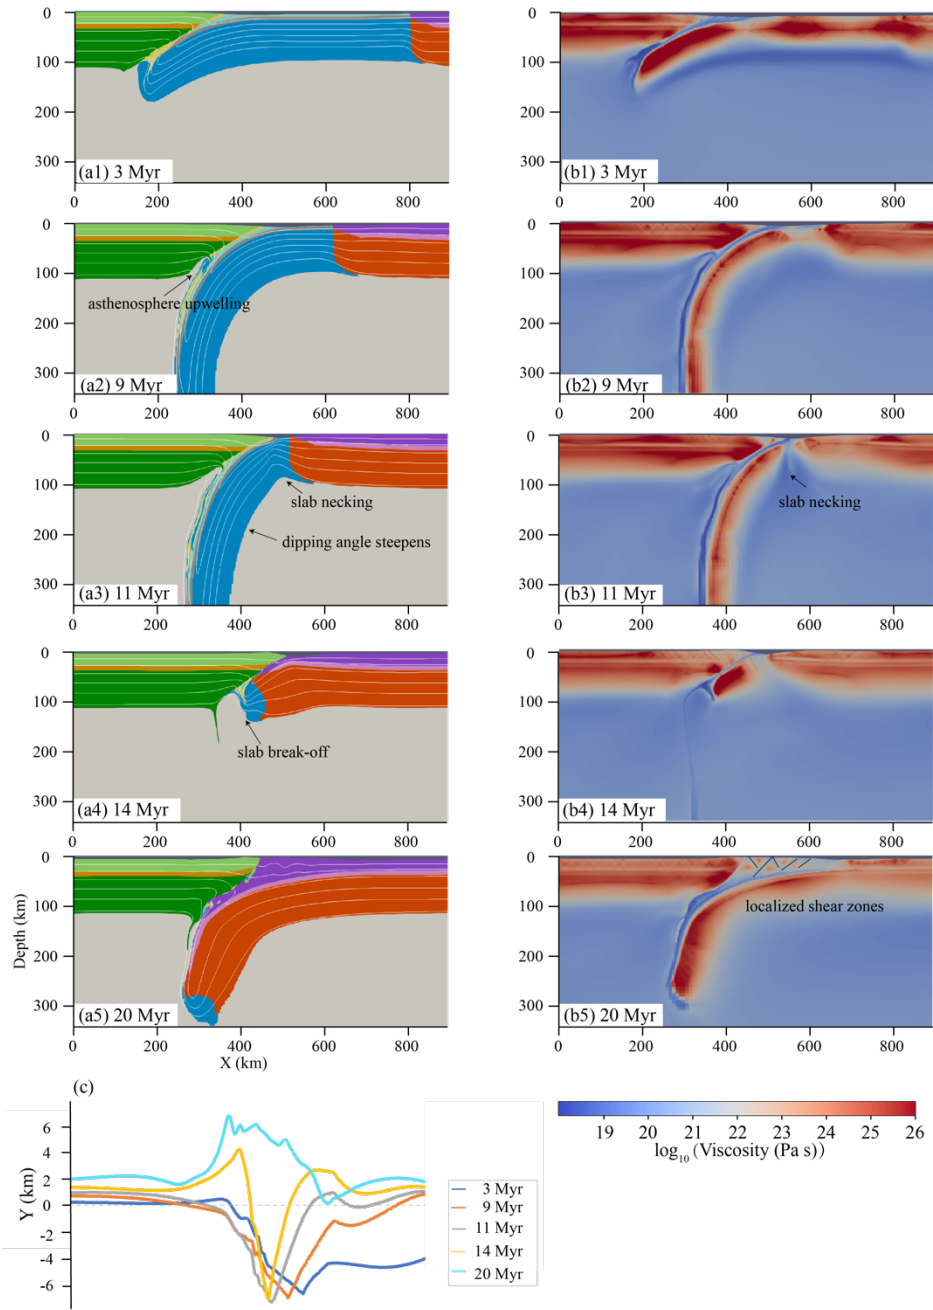 0
100
200
300
(a1) 3 Myr
0 200 400 600 800
0
100
200
300
(b1) 3 Myr
0 200 400 600 800
0
100
200
300
asthenosphere upwelling
(a2) 9 Myr
0 200 400 600 800
0
100
200
300
(b2) 9 Myr
0 200 400 600 800
0
100
200
300
slab necking
dipping angle steepens
(a3) 11 Myr
0 200 400 600 800
0
100
200
300
slab necking
(b3) 11 Myr
0 200 400 600 800
0
100
200
300
slab break-off
(a4) 14 Myr
0 200 400 600 800
0
100
200
300
(b4) 14 Myr
0 200 400 600 800
Depth (km)
0
100
200
300
(a5) 20 Myr
0 200 400 600 800
X (km)
0
100
200
300
localized shear zones
(b5) 20 Myr
0 200 400 600 800
(c)
Y (km)
6
4
2
0
-2
-4
-6
3 Myr
9 Myr
11 Myr
14 Myr
20 Myr
19 20 21 22 23 24 25 26
log10 (Viscosity (Pa s))